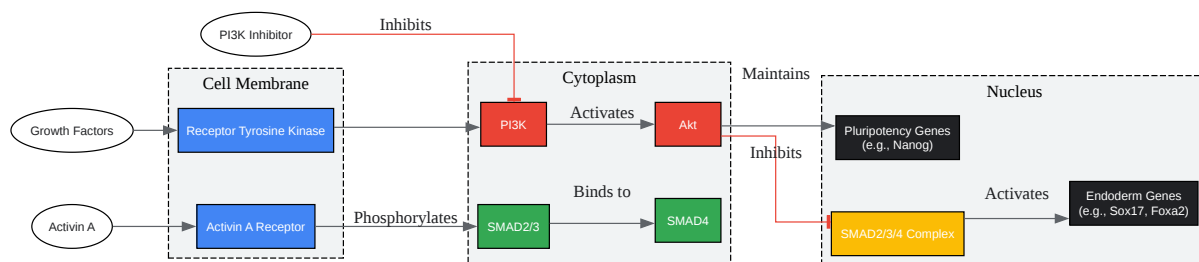 PI3K Inhibitor
Inhibits
Cell Membrane
Cytoplasm
Maintains
Nucleus
Growth Factors
Receptor Tyrosine Kinase
PI3K
Activates
Akt
Pluripotency Genes
(e.g., Nanog)
Inhibits
Activin A
Activin A Receptor
Phosphorylates
SMAD2/3
Binds to
SMAD4
SMAD2/3/4 Complex
Activates
Endoderm Genes
(e.g., Sox17, Foxa2)